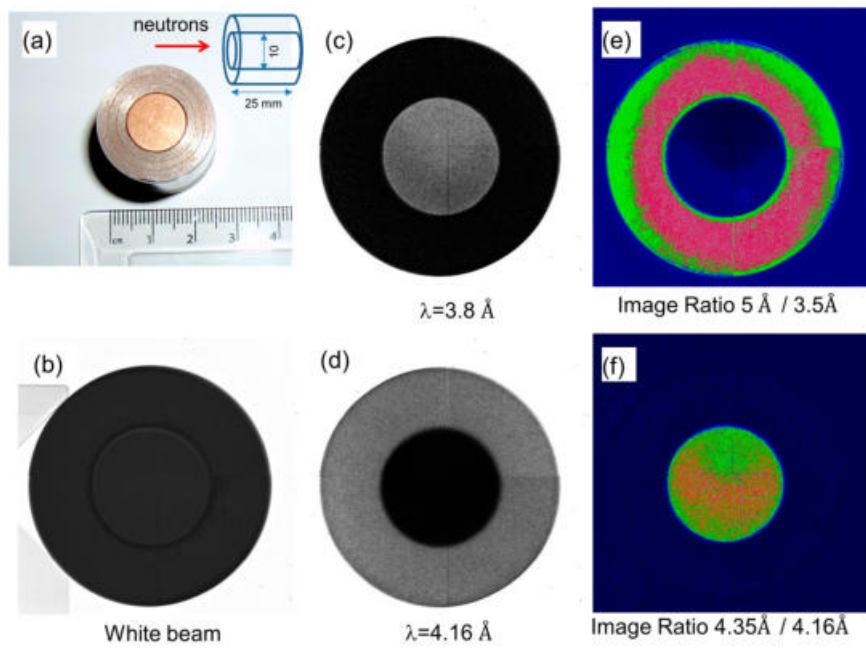 (a)
neutrons
10
25 mm
cm 1 2 3 4
(b)
White beam
(c)
λ=3.8 Å
(d)
λ=4.16 Å
(e)
Image Ratio 5 Å / 3.5Å
(f)
Image Ratio 4.35Å / 4.16Å